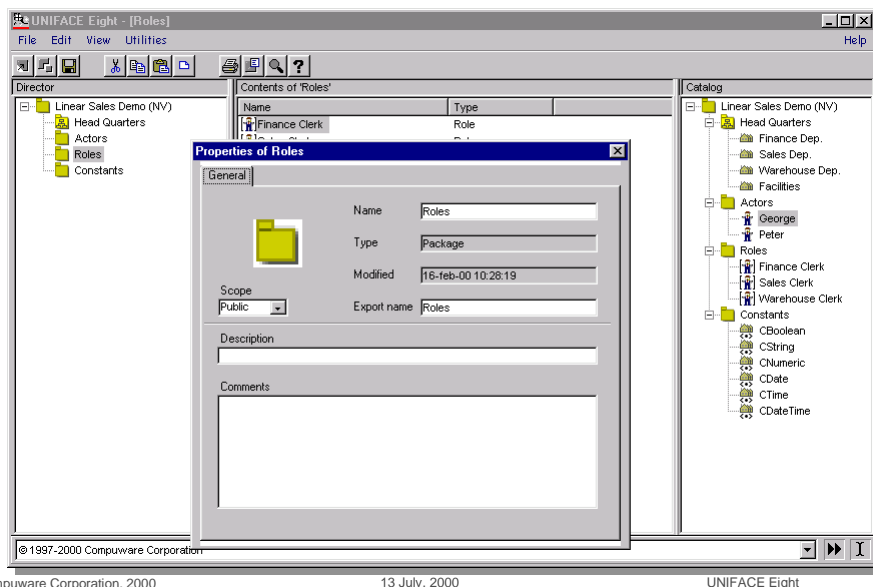 UNIFACE Eight - [Roles]
File Edit View Utilities Help
Director
Linear Sales Demo (NV)
Head Quarters
Actors
Roles
Constants
Contents of 'Roles'
Name Type
Finance Clerk Role
Properties of Roles
General
Name Roles
Type Package
Modified 16-feb-00 10:28:19
Scope
Public
Export name Roles
Description
Comments
Catalog
Linear Sales Demo (NV)
Head Quarters
Finance Dep.
Sales Dep.
Warehouse Dep.
Facilities
Actors
George
Peter
Roles
Finance Clerk
Sales Clerk
Warehouse Clerk
Constants
CBoolean
CString
CNumeric
CDate
CTime
CDateTime
© 1997-2000 Compuware Corporation
Corporation, 2000
13 July, 2000
UNIFACE Eight